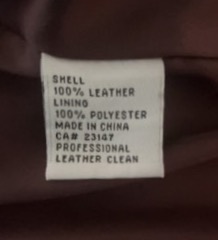 SHELL
100% LEATHER
LINING
100% POLYESTER
MADE IN CHINA
CA# 23147
PROFESSIONAL
LEATHER CLEAN